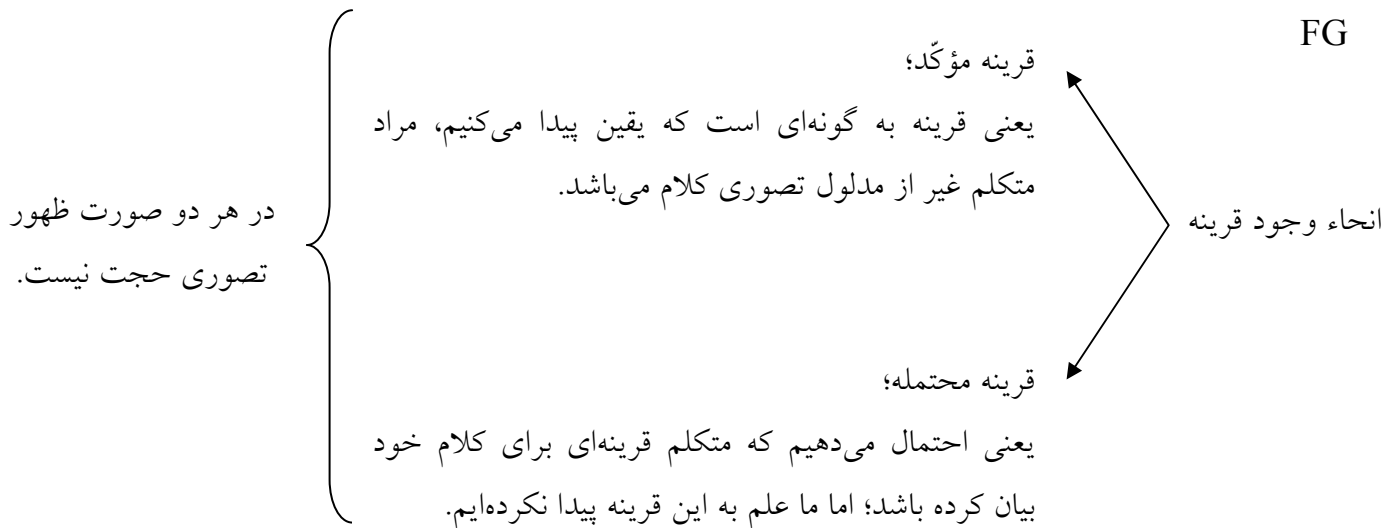 FG
انحاء وجود قرینه
قرینه مؤکّد؛
یعنی قرینه به گونه‌ای است که یقین پیدا می‌کنیم، مراد
متکلم غیر از مدلول تصوری کلام می‌باشد.
قرینه محتمله؛
یعنی احتمال می‌دهیم که متکلم قرینه‌ای برای کلام خود
بیان کرده باشد؛ اما ما علم به این قرینه پیدا نکرده‌ایم.
در هر دو صورت ظهور
تصوری حجت نیست.